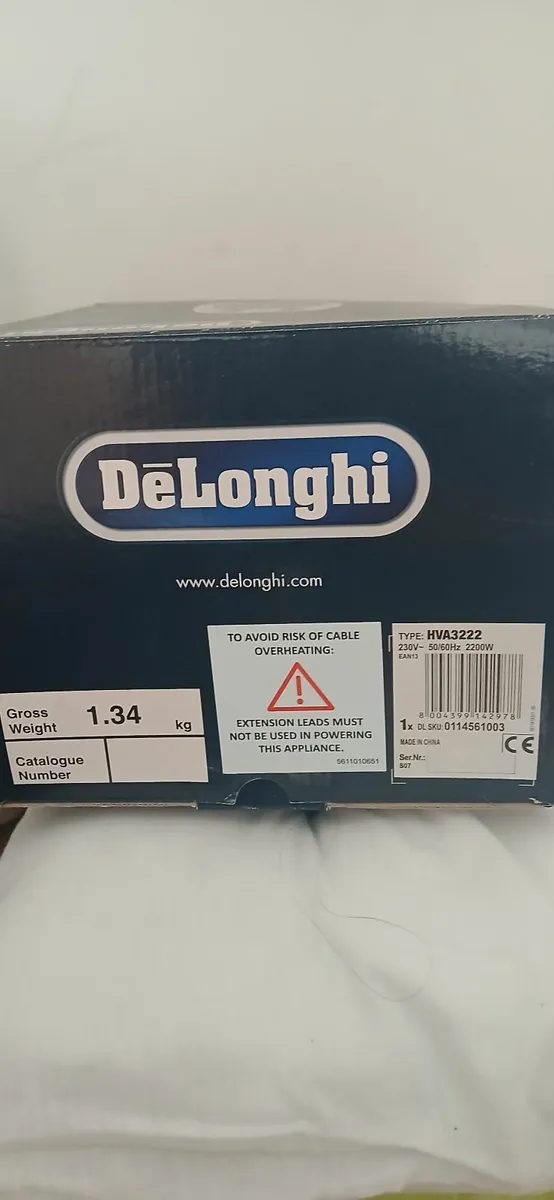 DēLonghi
www.delonghi.com
TO AVOID RISK OF CABLE
OVERHEATING:
EXTENSION LEADS MUST
NOT BE USED IN POWERING
THIS APPLIANCE.
5611010651
TYPE: HVA3222
230V~ 50/60Hz 2200W
EAN13
8 004399 142978
1x DL SKU:0114561003
MADE IN CHINA
CE
Ser.Nr.:
S07
Gross
Weight 1.34 kg
Catalogue
Number